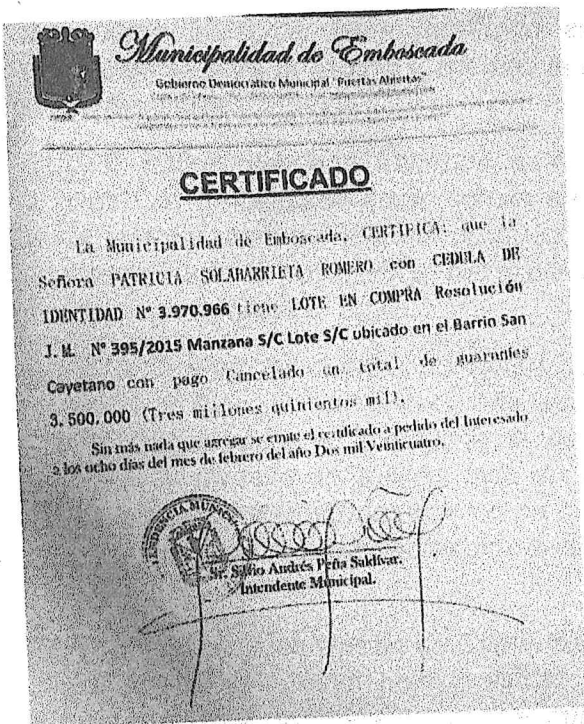 Municipalidad de Emboscada
Gobierno Democrático Municipal "Puertas Abiertas"
CERTIFICADO
La Municipalidad de Emboscada, CERTIFICA: que la
Señora PATRICIA SOLABARRIETA ROMERO con CEDULA DE
IDENTIDAD Nº 3.970.966 tiene LOTE EN COMPRA Resolución
J. M. Nº 395/2015 Manzana S/C Lote S/C ubicado en el Barrio San
Cayetano con pago Cancelado un total de guaraníes
3.500.000 (Tres millones quinientos mil).
Sin más nada que agregar se emite el certificado a pedido del Interesado
a los ocho días del mes de febrero del año Dos mil Veinticuatro.
Sr. Silvio Andrés Peña Saldívar.
Intendente Municipal.